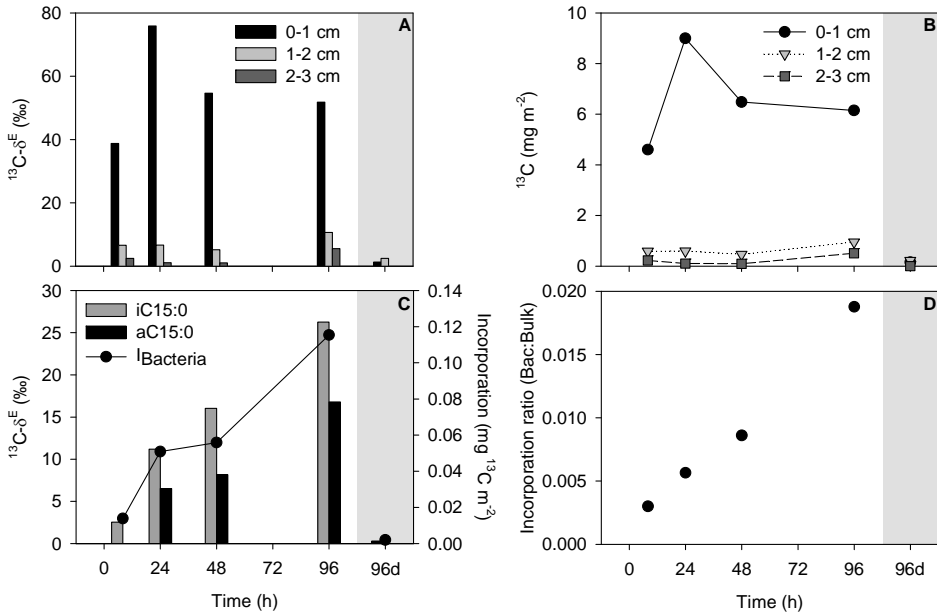 A
80
60
40
20
0
¹³C-δᴱ (‰)
0-1 cm
1-2 cm
2-3 cm
B
10
8
6
4
2
0
¹³C (mg m⁻²)
0-1 cm
1-2 cm
2-3 cm
C
30
25
20
15
10
5
0
¹³C-δᴱ (‰)
iC15:0
aC15:0
IBacteria
0.14
0.12
0.10
0.08
0.06
0.04
0.02
0.00
Incorporation (mg ¹³C m⁻²)
0 24 48 72 96 96d
Time (h)
D
0.020
0.015
0.010
0.005
0.000
Incorporation ratio (Bac:Bulk)
0 24 48 72 96 96d
Time (h)